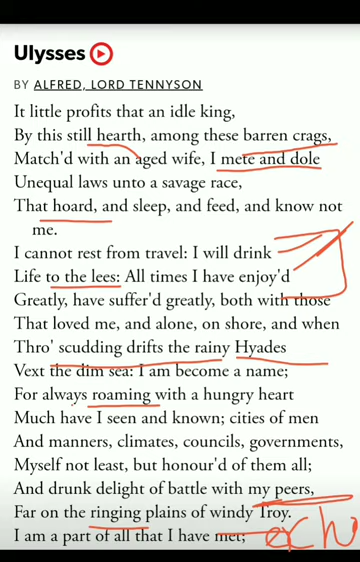 Ulysses
BY ALFRED, LORD TENNYSON
It little profits that an idle king,
By this still hearth, among these barren crags,
Match'd with an aged wife, I mete and dole
Unequal laws unto a savage race,
That hoard, and sleep, and feed, and know not
me.
I cannot rest from travel: I will drink
Life to the lees: All times I have enjoy'd
Greatly, have suffer'd greatly, both with those
That loved me, and alone, on shore, and when
Thro' scudding drifts the rainy Hyades
Vext the dim sea: I am become a name;
For always roaming with a hungry heart
Much have I seen and known; cities of men
And manners, climates, councils, governments,
Myself not least, but honour'd of them all;
And drunk delight of battle with my peers,
Far on the ringing plains of windy Troy.
I am a part of all that I have met;